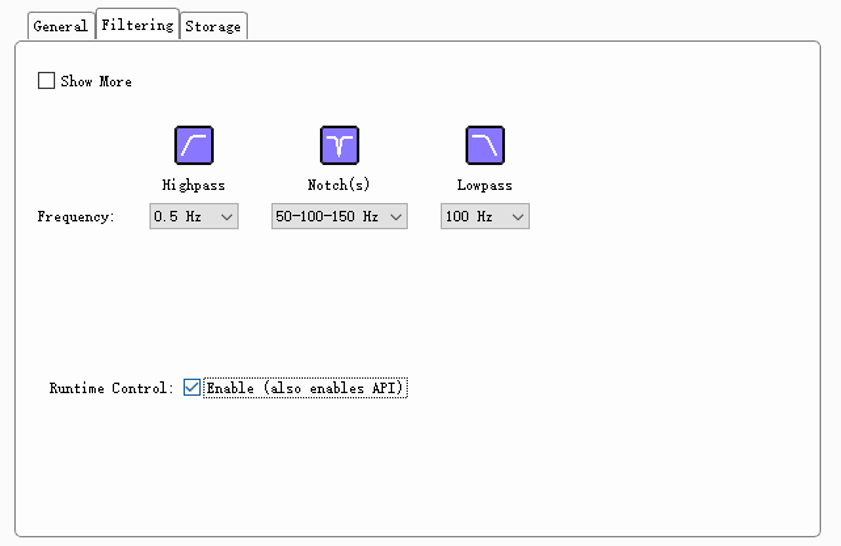 General Filtering Storage
Show More
Highpass Notch(s) Lowpass
Frequency: 0.5 Hz 50-100-150 Hz 100 Hz
Runtime Control: Enable (also enables API)